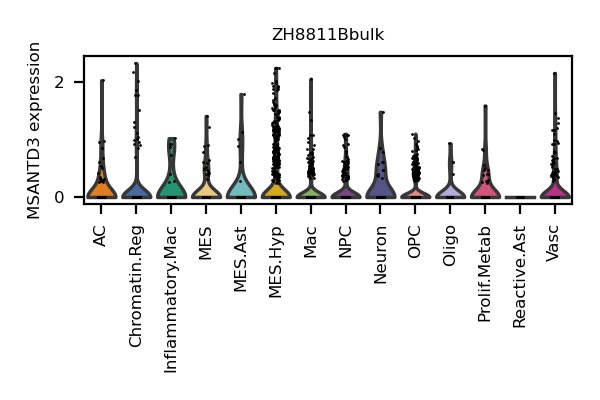 ZH8811Bbulk
MSANTD3 expression
2
0
AC
Chromatin.Reg
Inflammatory.Mac
MES
MES.Ast
MES.Hyp
Mac
NPC
Neuron
OPC
Oligo
Prolif.Metab
Reactive.Ast
Vasc